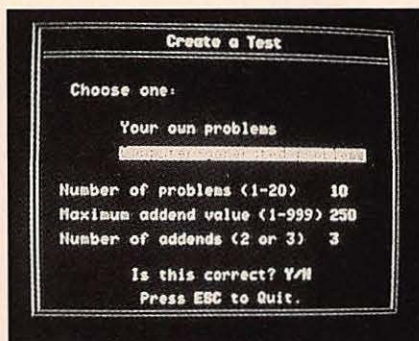 Create a Test
Choose one:
Your own problems
Number of problems (1-20) 10
Maximum addend value (1-999) 250
Number of addends (2 or 3) 3
Is this correct? Y/N
Press ESC to Quit.